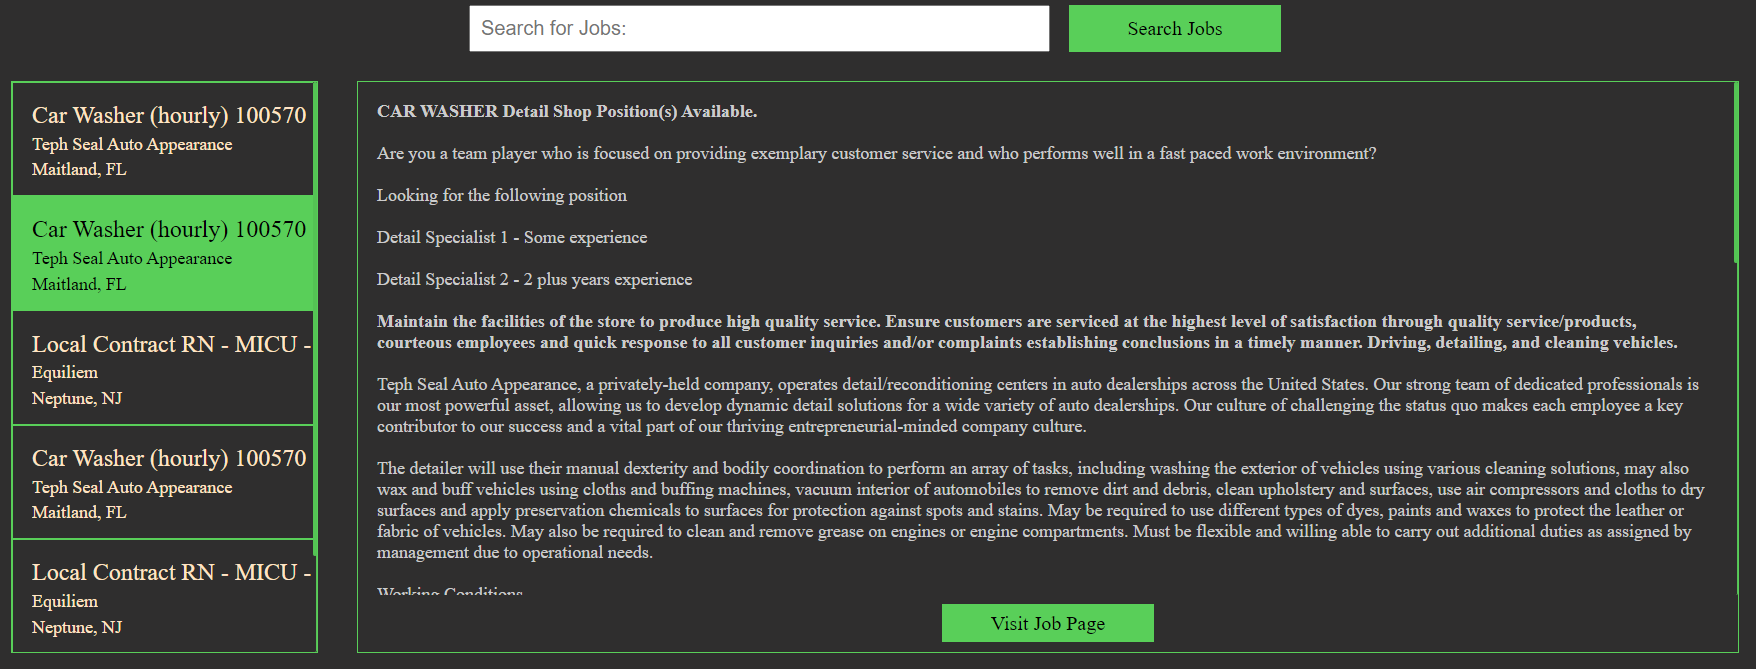 Search for Jobs:
Search Jobs
Car Washer (hourly) 100570
Teph Seal Auto Appearance
Maitland, FL
Car Washer (hourly) 100570
Teph Seal Auto Appearance
Maitland, FL
Local Contract RN - MICU -
Equiliem
Neptune, NJ
Car Washer (hourly) 100570
Teph Seal Auto Appearance
Maitland, FL
Local Contract RN - MICU -
Equiliem
Neptune, NJ
CAR WASHER Detail Shop Position(s) Available.
Are you a team player who is focused on providing exemplary customer service and who performs well in a fast paced work environment?
Looking for the following position
Detail Specialist 1 - Some experience
Detail Specialist 2 - 2 plus years experience
Maintain the facilities of the store to produce high quality service. Ensure customers are serviced at the highest level of satisfaction through quality service/products,
courteous employees and quick response to all customer inquiries and/or complaints establishing conclusions in a timely manner. Driving, detailing, and cleaning vehicles.
Teph Seal Auto Appearance, a privately-held company, operates detail/reconditioning centers in auto dealerships across the United States. Our strong team of dedicated professionals is
our most powerful asset, allowing us to develop dynamic detail solutions for a wide variety of auto dealerships. Our culture of challenging the status quo makes each employee a key
contributor to our success and a vital part of our thriving entrepreneurial-minded company culture.
The detailer will use their manual dexterity and bodily coordination to perform an array of tasks, including washing the exterior of vehicles using various cleaning solutions, may also
wax and buff vehicles using cloths and buffing machines, vacuum interior of automobiles to remove dirt and debris, clean upholstery and surfaces, use air compressors and cloths to dry
surfaces and apply preservation chemicals to surfaces for protection against spots and stains. May be required to use different types of dyes, paints and waxes to protect the leather or
fabric of vehicles. May also be required to clean and remove grease on engines or engine compartments. Must be flexible and willing able to carry out additional duties as assigned by
management due to operational needs.
Working Conditions
Visit Job Page